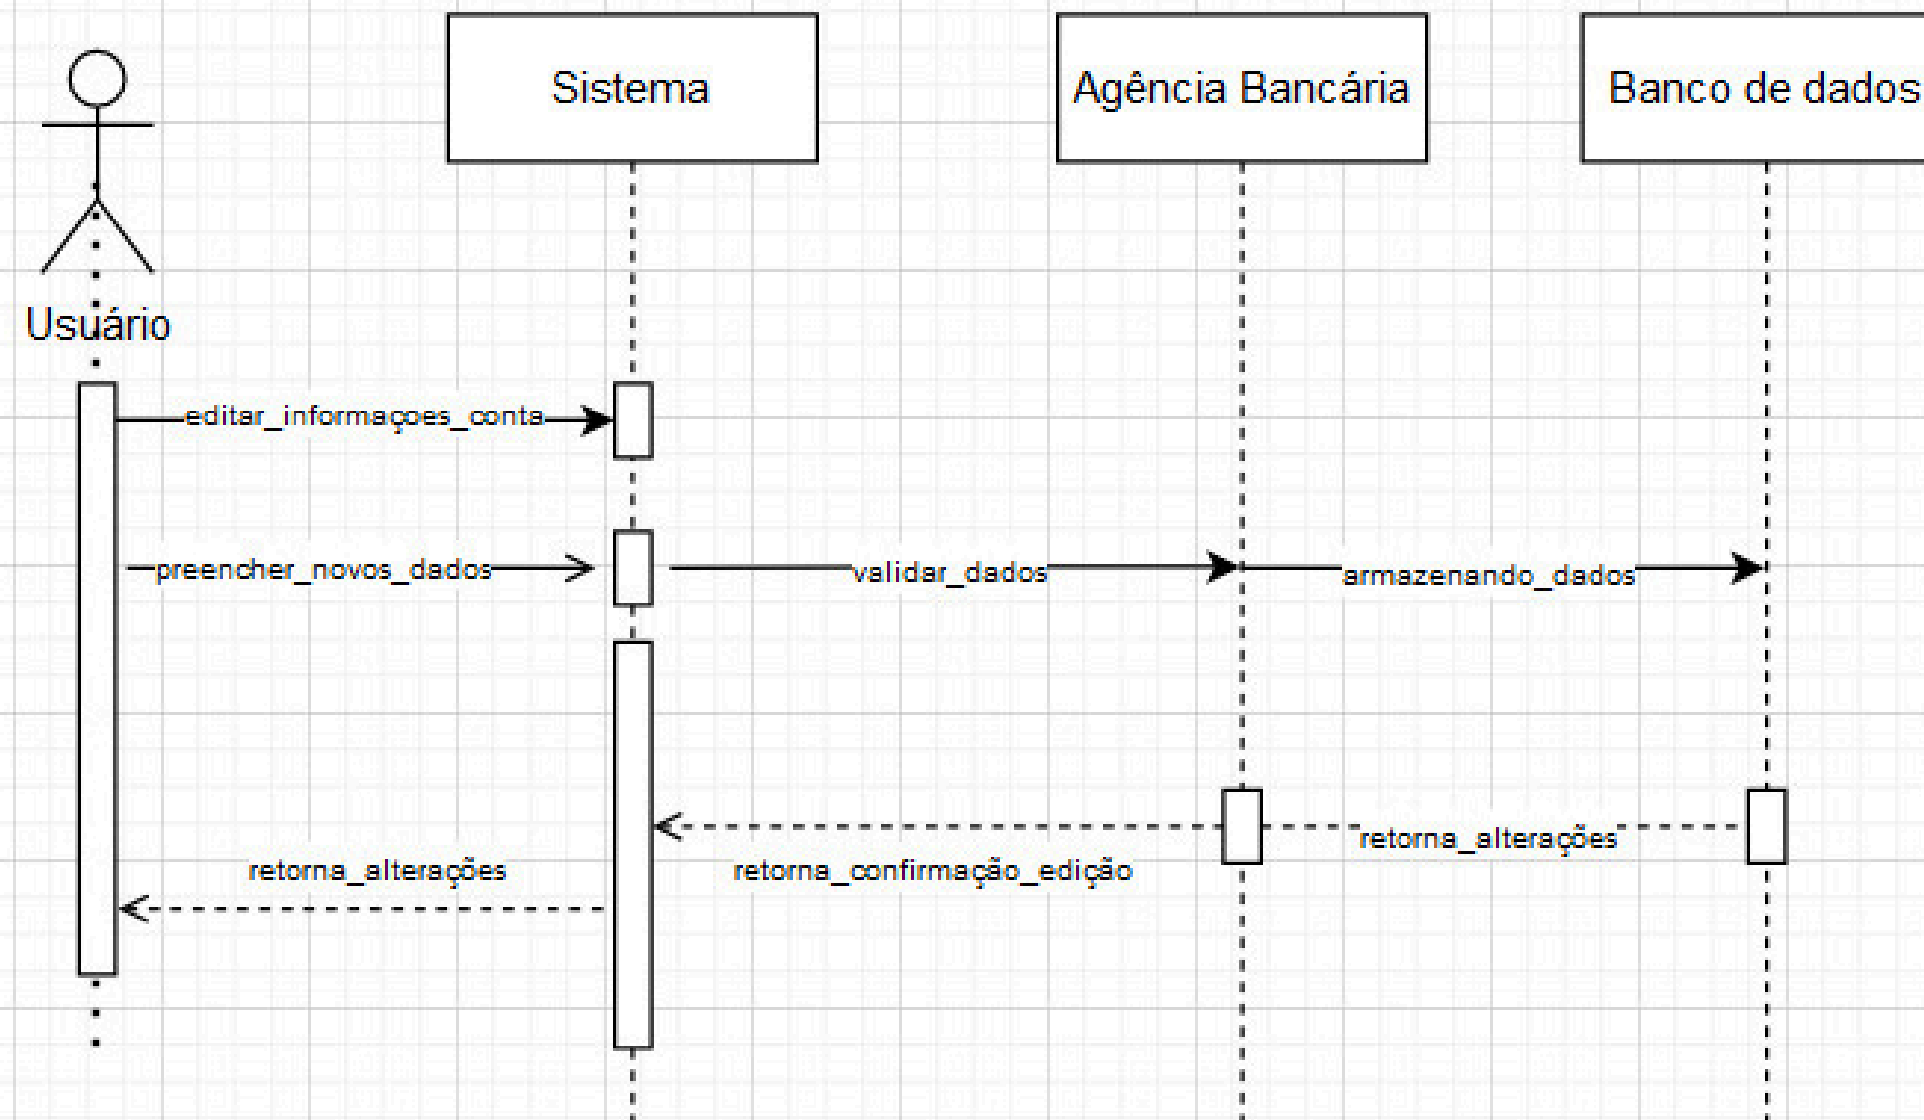 Sistema
Agência Bancária
Banco de dados
Usuário
editar_informaçoes_conta
preencher_novos_dados
validar_dados
armazenando_dados
retorna_alterações
retorna_alterações
retorna_confirmação_edição